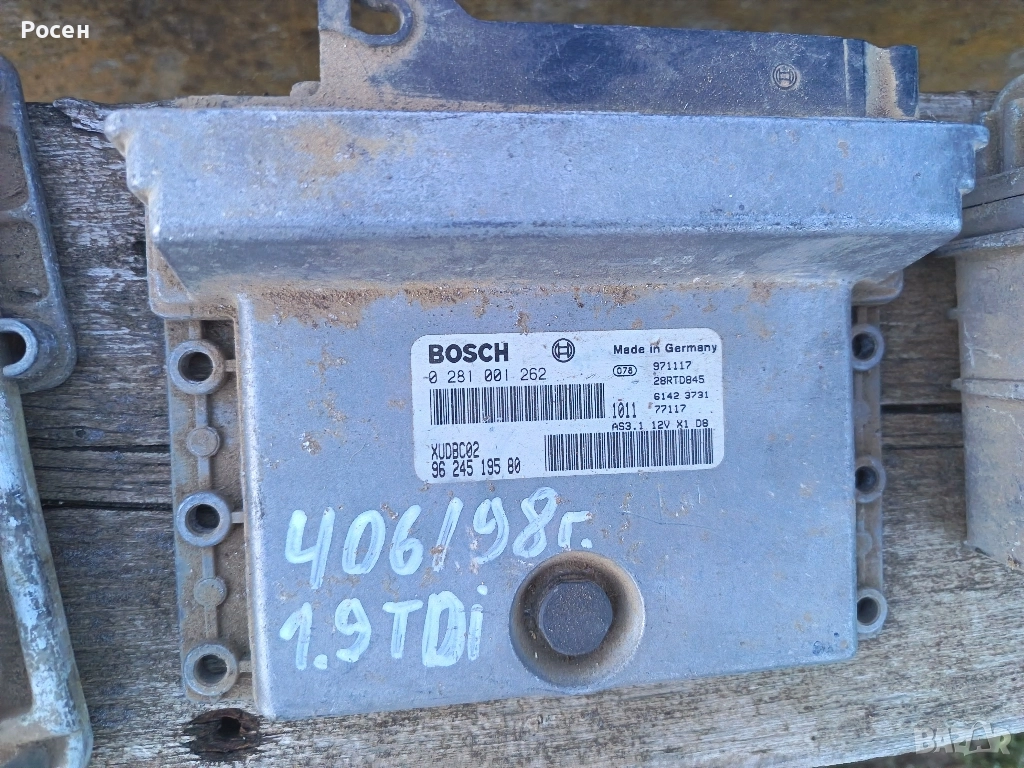 Росен
BOSCH
Made in Germany
0 281 001 262
078 971117
28RTD845
6142 3731
1011 77117
AS3.1 12V X1 D8
XUDBC02
96 245 195 80
406/98г.
1.9TDi
BAZAR